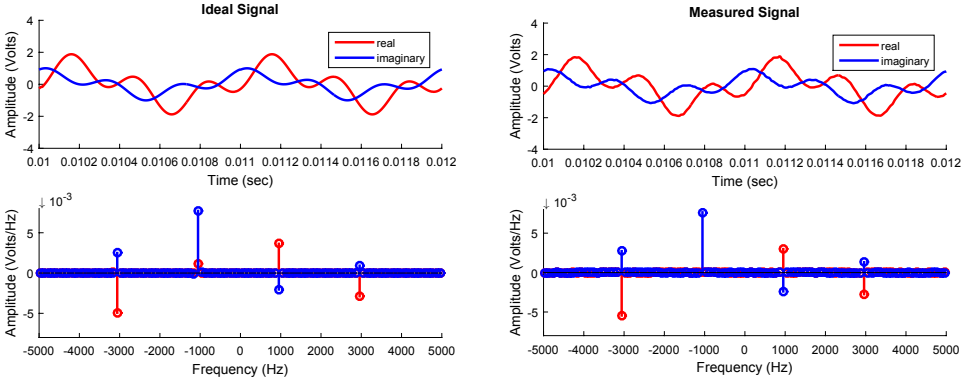 Ideal Signal
Amplitude (Volts)
4
2
0
-2
-4
real
imaginary
0.01 0.0102 0.0104 0.0106 0.0108 0.011 0.0112 0.0114 0.0116 0.0118 0.012
Time (sec)
Measured Signal
Amplitude (Volts)
4
2
0
-2
-4
real
imaginary
0.01 0.0102 0.0104 0.0106 0.0108 0.011 0.0112 0.0114 0.0116 0.0118 0.012
Time (sec)
↓ 10⁻³
Amplitude (Volts/Hz)
5
0
-5
-5000 -4000 -3000 -2000 -1000 0 1000 2000 3000 4000 5000
Frequency (Hz)
↓ 10⁻³
Amplitude (Volts/Hz)
5
0
-5
-5000 -4000 -3000 -2000 -1000 0 1000 2000 3000 4000 5000
Frequency (Hz)